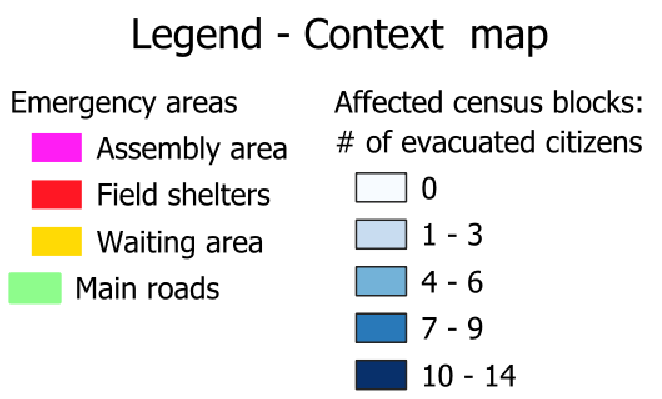 Legend - Context map
Emergency areas
Assembly area
Field shelters
Waiting area
Main roads
Affected census blocks:
# of evacuated citizens
0
1 - 3
4 - 6
7 - 9
10 - 14